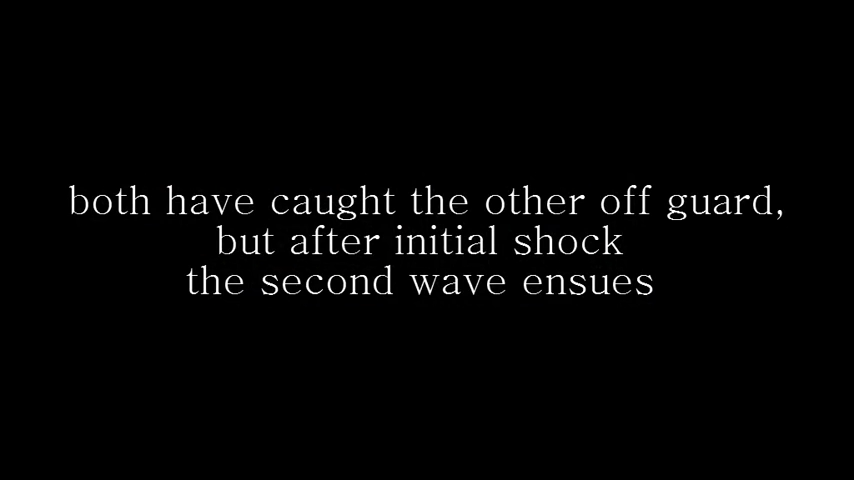 both have caught the other off guard,
but after initial shock
the second wave ensues